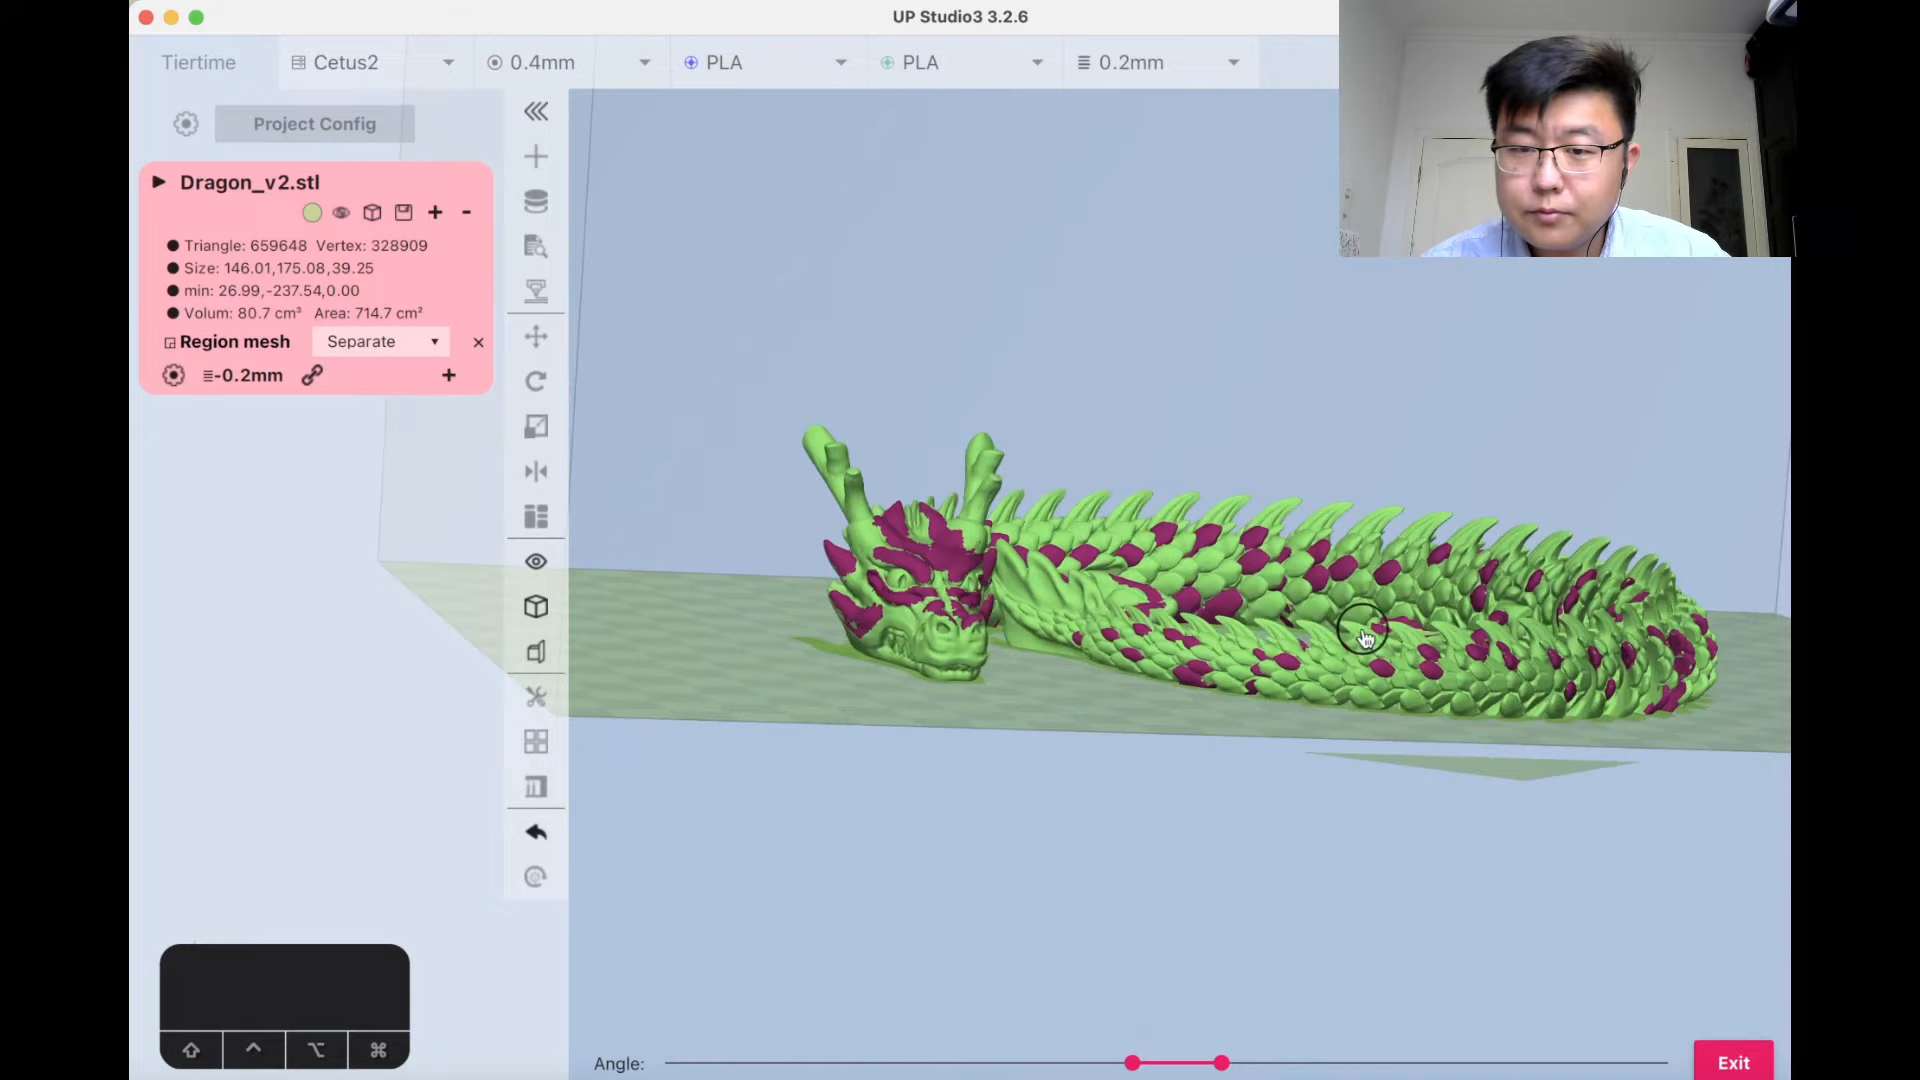 UP Studio3 3.2.6
Tiertime
Cetus2
0.4mm
PLA
PLA
0.2mm
Project Config
Dragon_v2.stl
Triangle: 659648 Vertex: 328909
Size: 146.01,175.08,39.25
min: 26.99,-237.54,0.00
Volum: 80.7 cm³ Area: 714.7 cm²
Region mesh
Separate
-0.2mm
Angle:
Exit